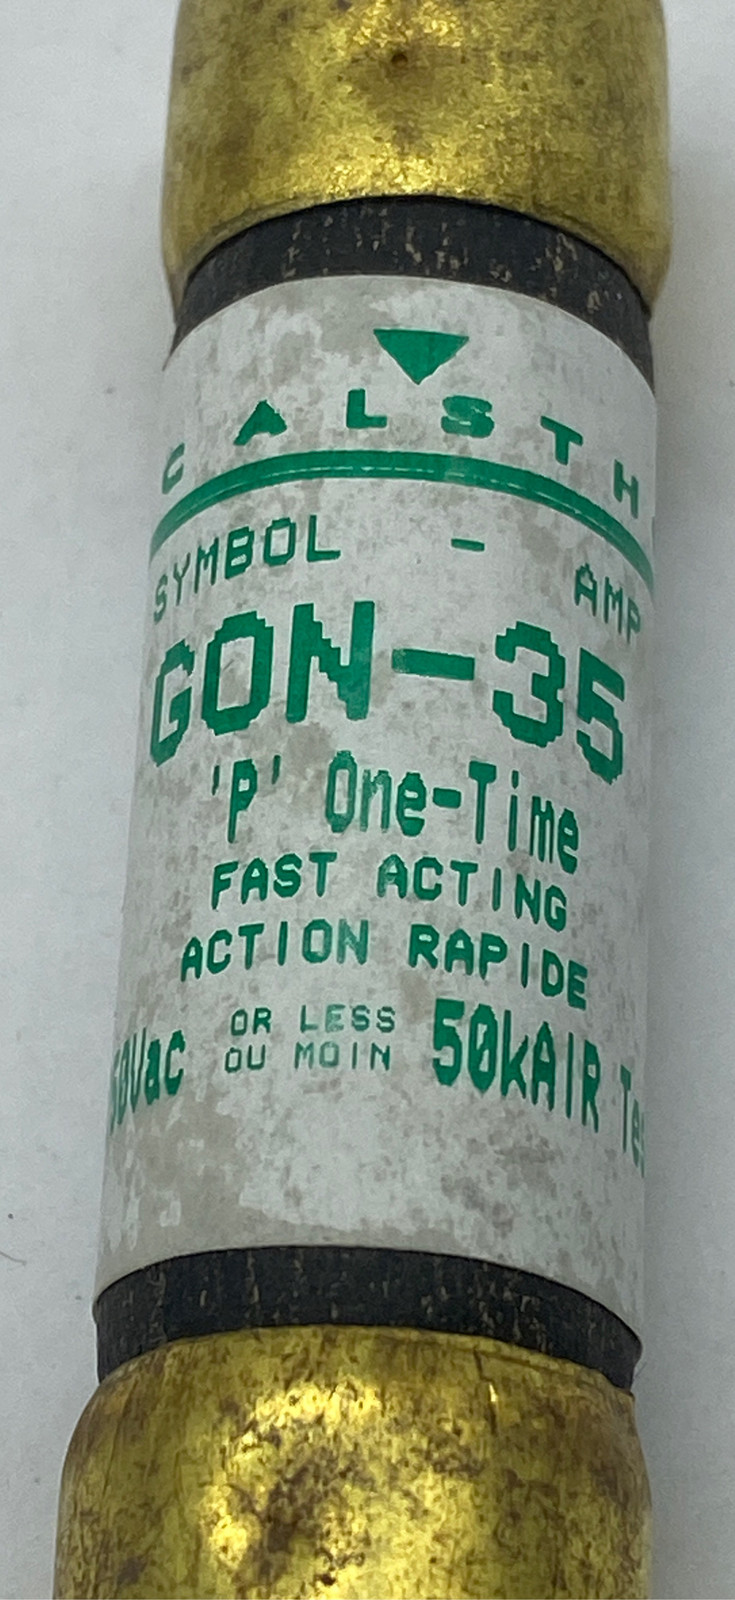 C A L S T H
SYMBOL - AMP
GON-35
'P' One-Time
FAST ACTING
ACTION RAPIDE
OR LESS
OU MOIN
50kAIR